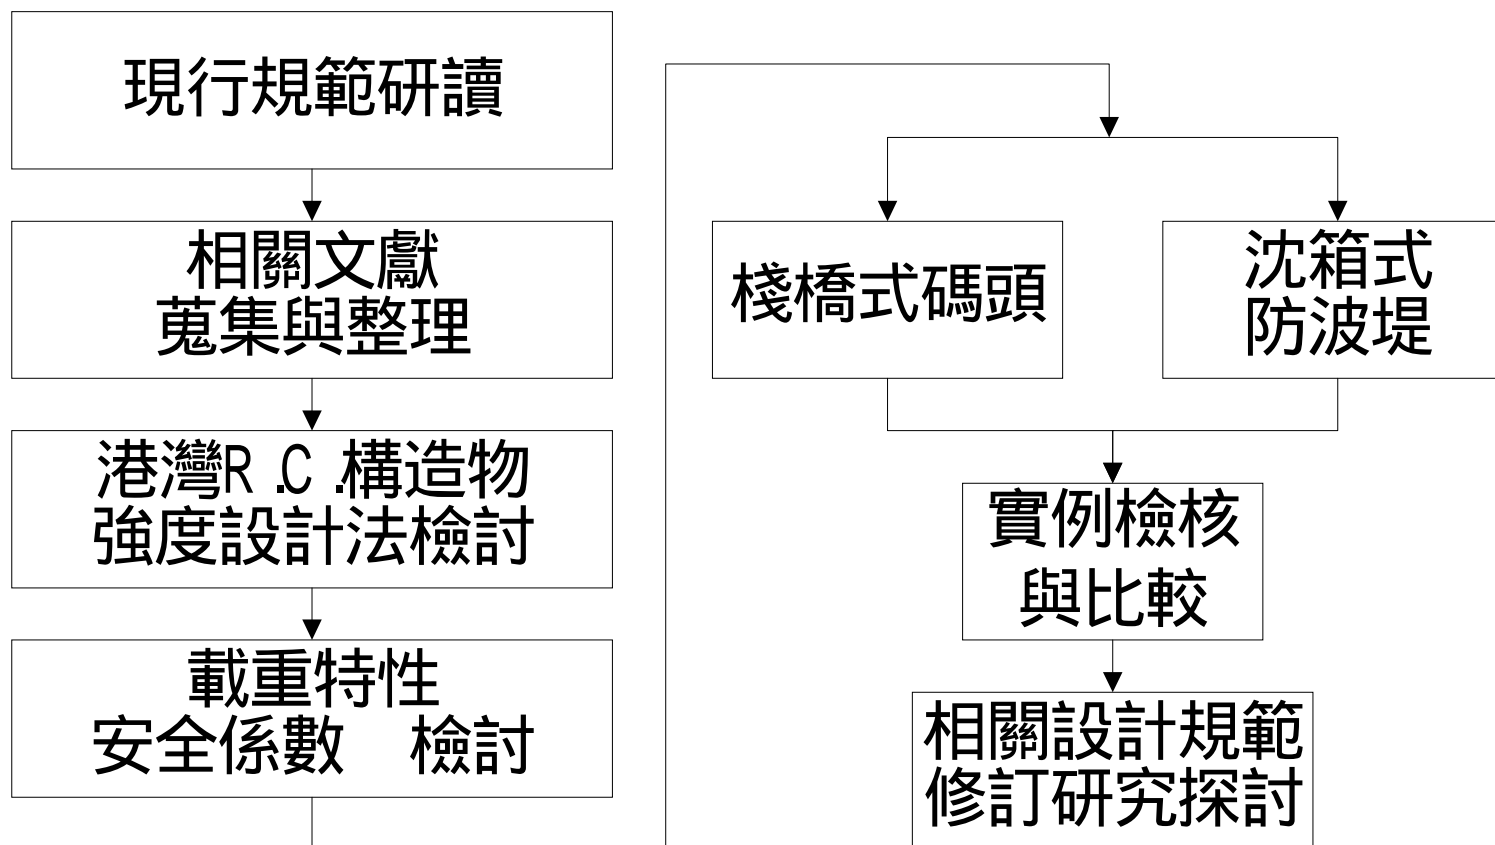 現行規範研讀
相關文獻
蒐集與整理
港灣R.C.構造物
強度設計法檢討
載重特性
安全係數 檢討
棧橋式碼頭
沈箱式
防波堤
實例檢核
與比較
相關設計規範
修訂研究探討